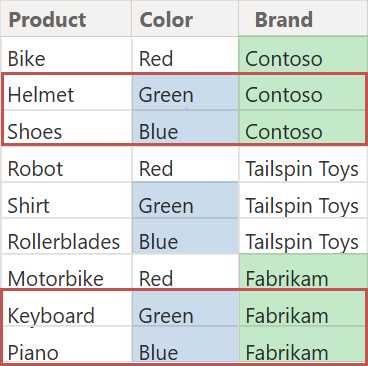 Product Color Brand
Bike Red Contoso
Helmet Green Contoso
Shoes Blue Contoso
Robot Red Tailspin Toys
Shirt Green Tailspin Toys
Rollerblades Blue Tailspin Toys
Motorbike Red Fabrikam
Keyboard Green Fabrikam
Piano Blue Fabrikam